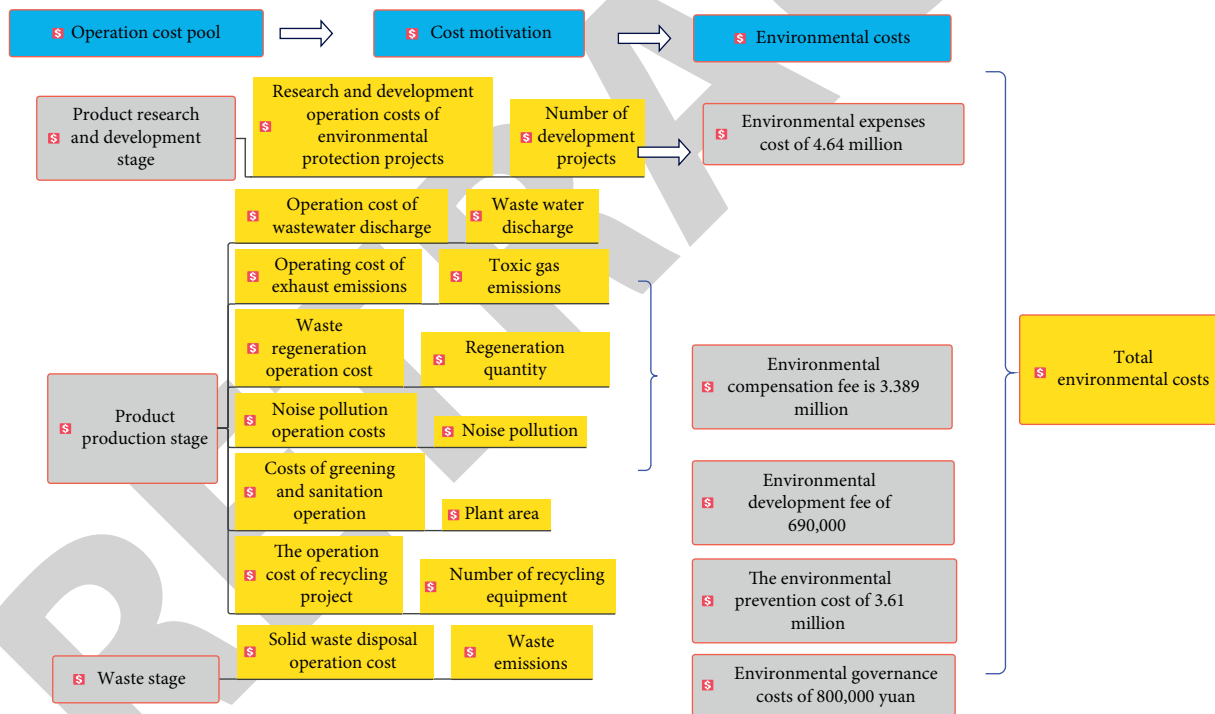 Operation cost pool
Cost motivation
Environmental costs
Product research
and development
stage
Research and development
operation costs of
environmental
protection projects
Number of
development
projects
Environmental expenses
cost of 4.64 million
Operation cost of
wastewater discharge
Waste water
discharge
Operating cost of
exhaust emissions
Toxic gas
emissions
Waste
regeneration
operation cost
Regeneration
quantity
Product
production stage
Noise pollution
operation costs
Noise pollution
Costs of greening
and sanitation
operation
Plant area
The operation
cost of recycling
project
Number of recycling
equipment
Environmental
compensation fee is 3.389
million
Environmental
development fee of
690,000
The environmental
prevention cost of 3.61
million
Total
environmental costs
Waste stage
Solid waste disposal
operation cost
Waste
emissions
Environmental governance
costs of 800,000 yuan